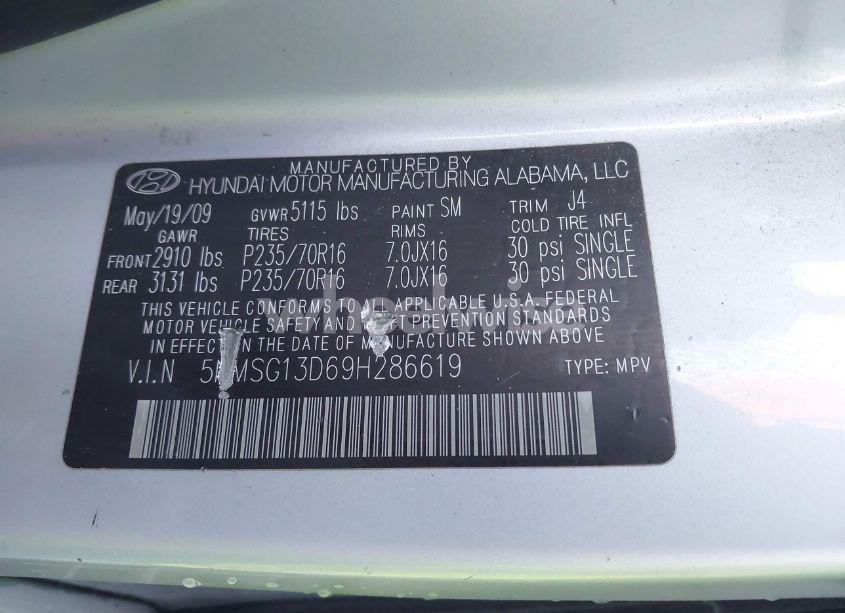 MANUFACTURED BY
HYUNDAI MOTOR MANUFACTURING ALABAMA, LLC
May/19/09 GVWR 5115 lbs PAINT SM TRIM J4
GAWR TIRES RIMS COLD TIRE INFL
FRONT 2910 lbs P235/70R16 7.0JX16 30 psi SINGLE
REAR 3131 lbs P235/70R16 7.0JX16 30 psi SINGLE
THIS VEHICLE CONFORMS TO ALL APPLICABLE U.S.A. FEDERAL
MOTOR VEHICLE SAFETY AND PREVENTION STANDARDS
IN EFFECT ON THE DATE OF MANUFACTURE SHOWN ABOVE
V.I.N TYPE: MPV